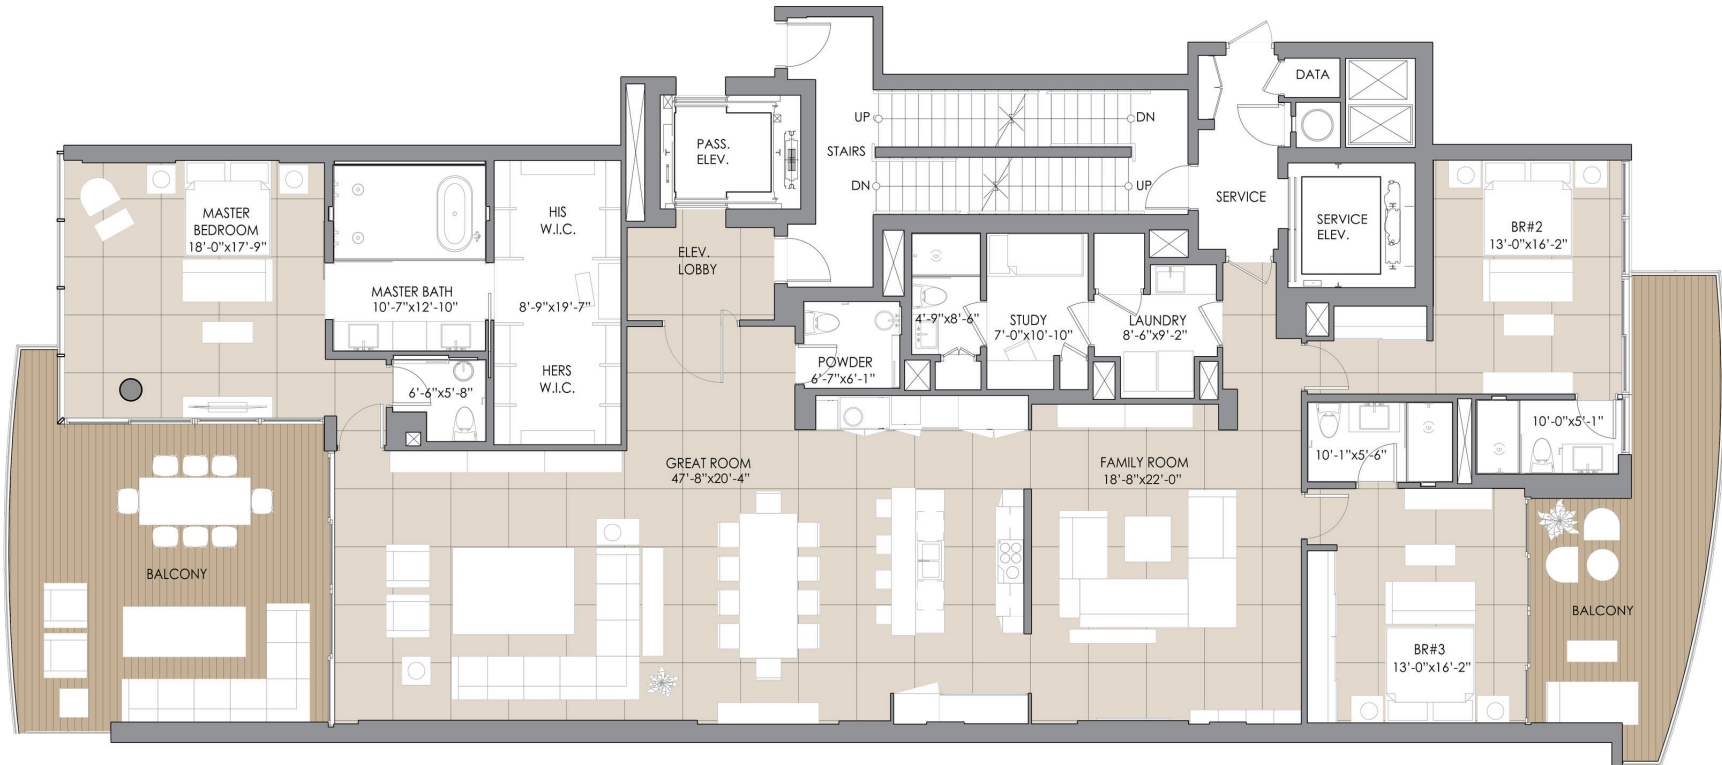 DATA
UP
DN
PASS.
ELEV.
STAIRS
DN
UP
SERVICE
HIS
W.I.C.
MASTER
BEDROOM
18'-0"x17'-9"
SERVICE
ELEV.
BR#2
13'-0"x16'-2"
ELEV.
LOBBY
MASTER BATH
10'-7"x12'-10"
8'-9"x19'-7"
4'-9"x8'-6"
STUDY
7'-0"x10'-10"
LAUNDRY
8'-6"x9'-2"
POWDER
6'-7"x6'-1"
HERS
W.I.C.
6'-6"x5'-8"
10'-0"x5'-1"
10'-1"x5'-6"
GREAT ROOM
47'-8"x20'-4"
FAMILY ROOM
18'-8"x22'-0"
BALCONY
BALCONY
BR#3
13'-0"x16'-2"